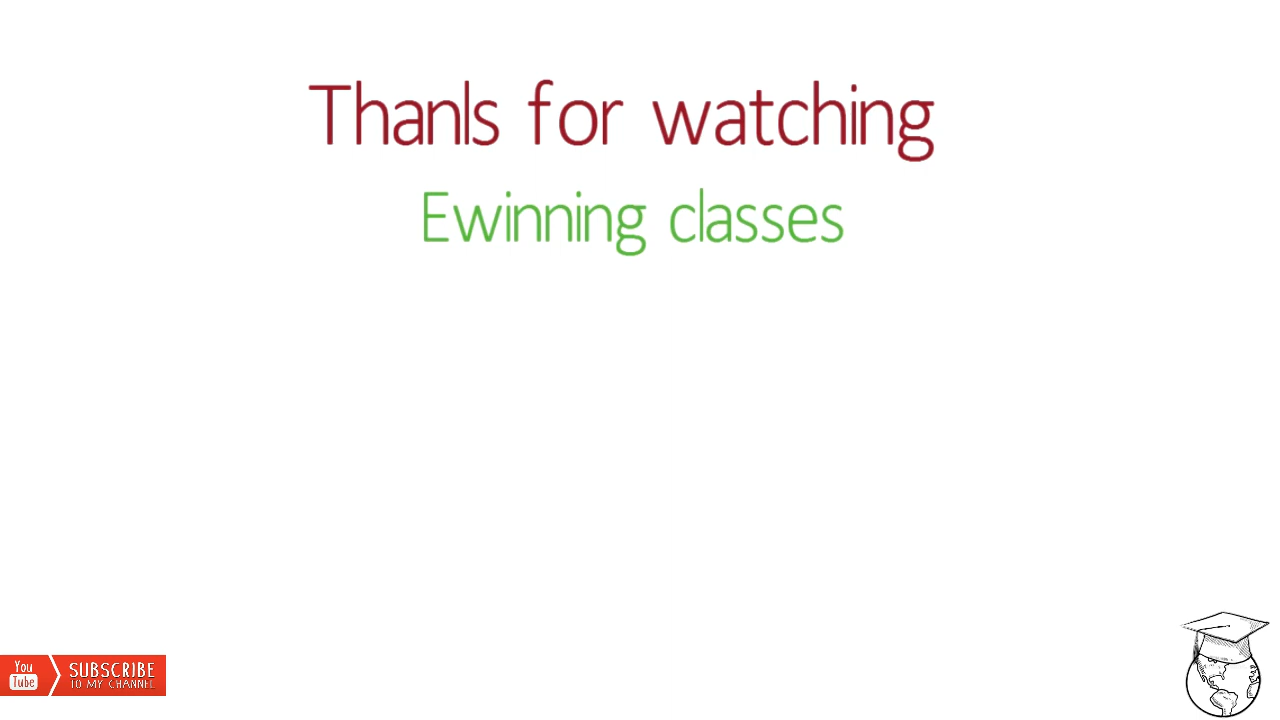 Thanls for watching
Ewinning classes
You
Tube
SUBSCRIBE
TO MY CHANNEL